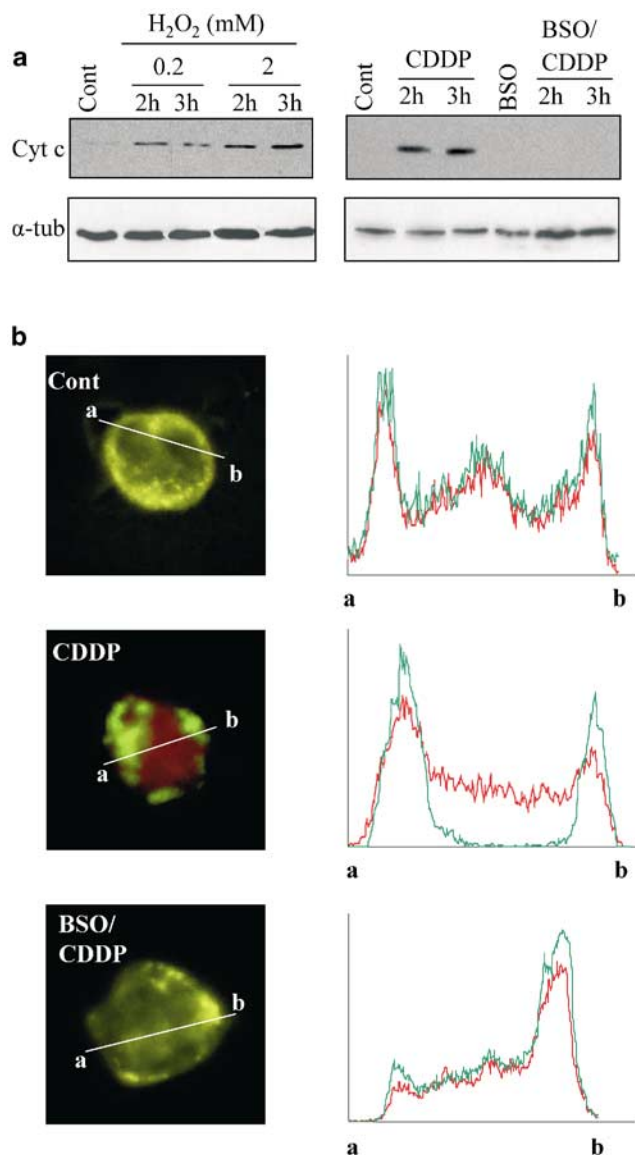 a
H₂O₂ (mM)
0.2 2
Cont 2h 3h 2h 3h
Cyt c
α-tub
BSO/
CDDP CDDP
Cont 2h 3h BSO 2h 3h
b
Cont
a
b
a b
CDDP
b
a
a b
BSO/
CDDP
b
a
a b